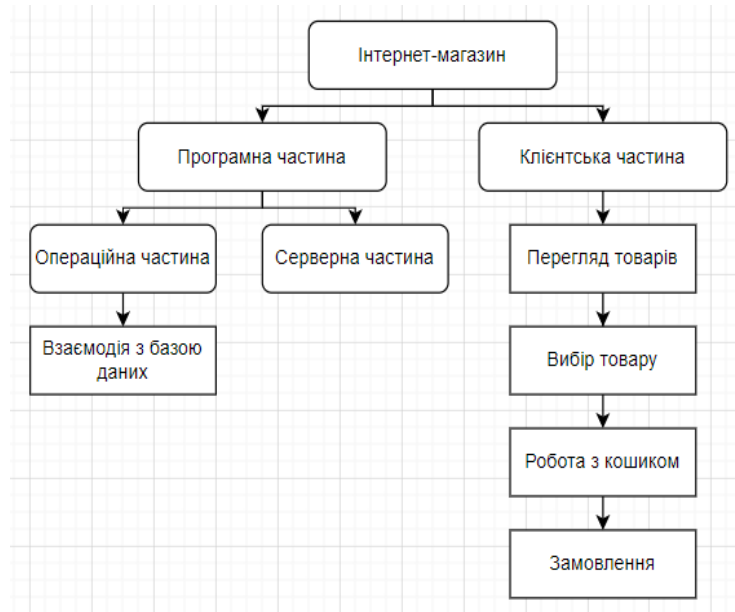 Інтернет-магазин
Програмна частина
Клієнтська частина
Операційна частина
Серверна частина
Перегляд товарів
Взаємодія з базою
даних
Вибір товару
Робота з кошиком
Замовлення